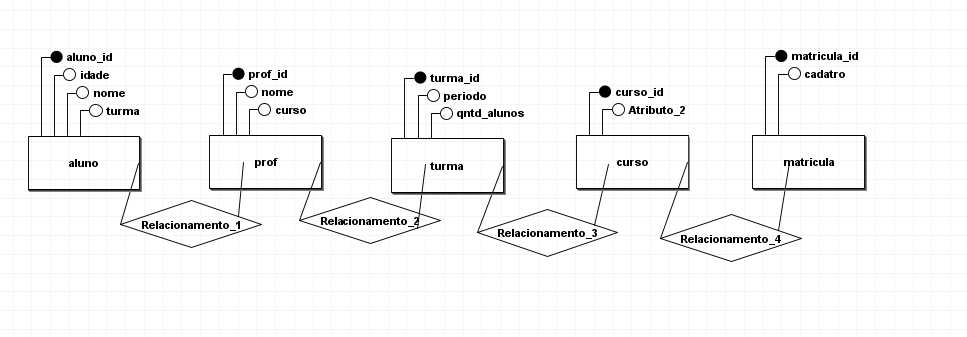 aluno_id
idade
nome
turma
aluno
prof_id
nome
curso
prof
turma_id
periodo
qntd_alunos
turma
curso_id
Atributo_2
curso
matricula_id
cadatro
matricula
Relacionamento_1
Relacionamento_2
Relacionamento_3
Relacionamento_4